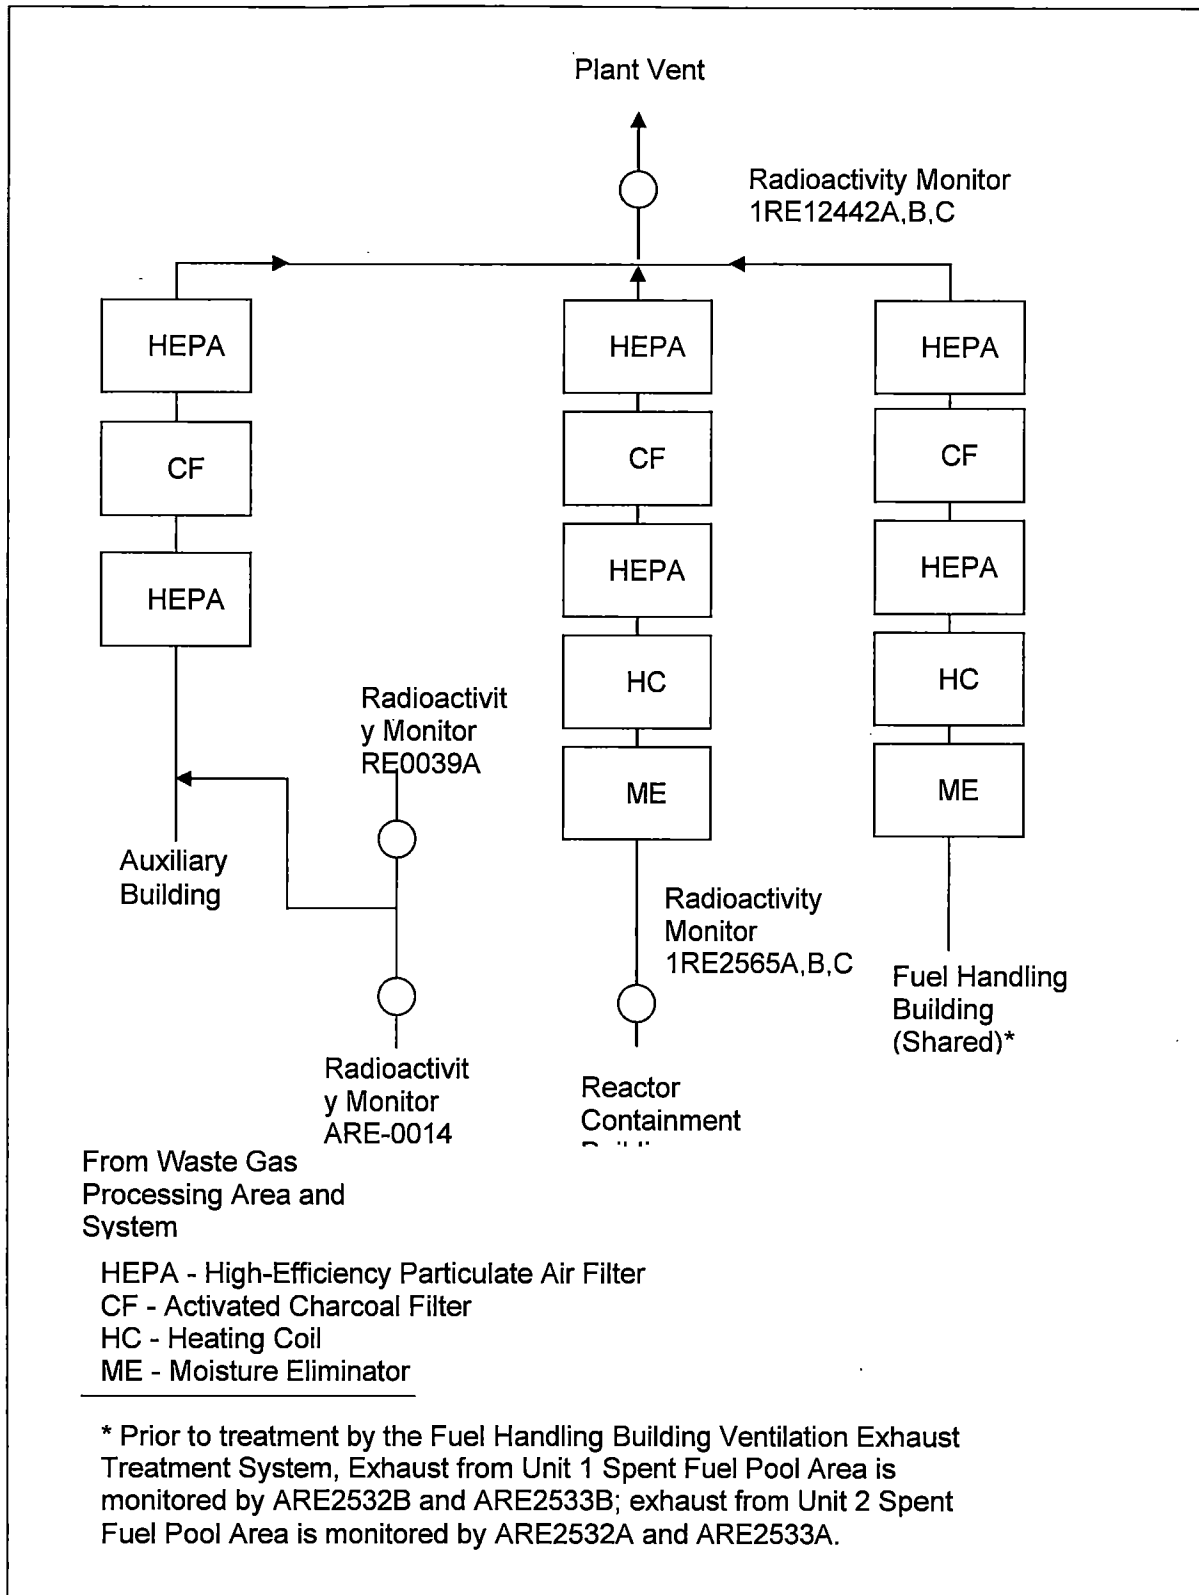 Plant Vent
Radioactivity Monitor
1RE12442A,B,C
HEPA
HEPA
HEPA
CF
CF
CF
HEPA
HEPA
HEPA
HC
HC
Radioactivit
y Monitor
RE0039A
ME
ME
Auxiliary
Building
Radioactivity
Monitor
1RE2565A,B,C
Fuel Handling
Building
(Shared)*
Radioactivit
y Monitor
ARE-0014
Reactor
Containment
From Waste Gas
Processing Area and
System
HEPA - High-Efficiency Particulate Air Filter
CF - Activated Charcoal Filter
HC - Heating Coil
ME - Moisture Eliminator
* Prior to treatment by the Fuel Handling Building Ventilation Exhaust
Treatment System, Exhaust from Unit 1 Spent Fuel Pool Area is
monitored by ARE2532B and ARE2533B; exhaust from Unit 2 Spent
Fuel Pool Area is monitored by ARE2532A and ARE2533A.